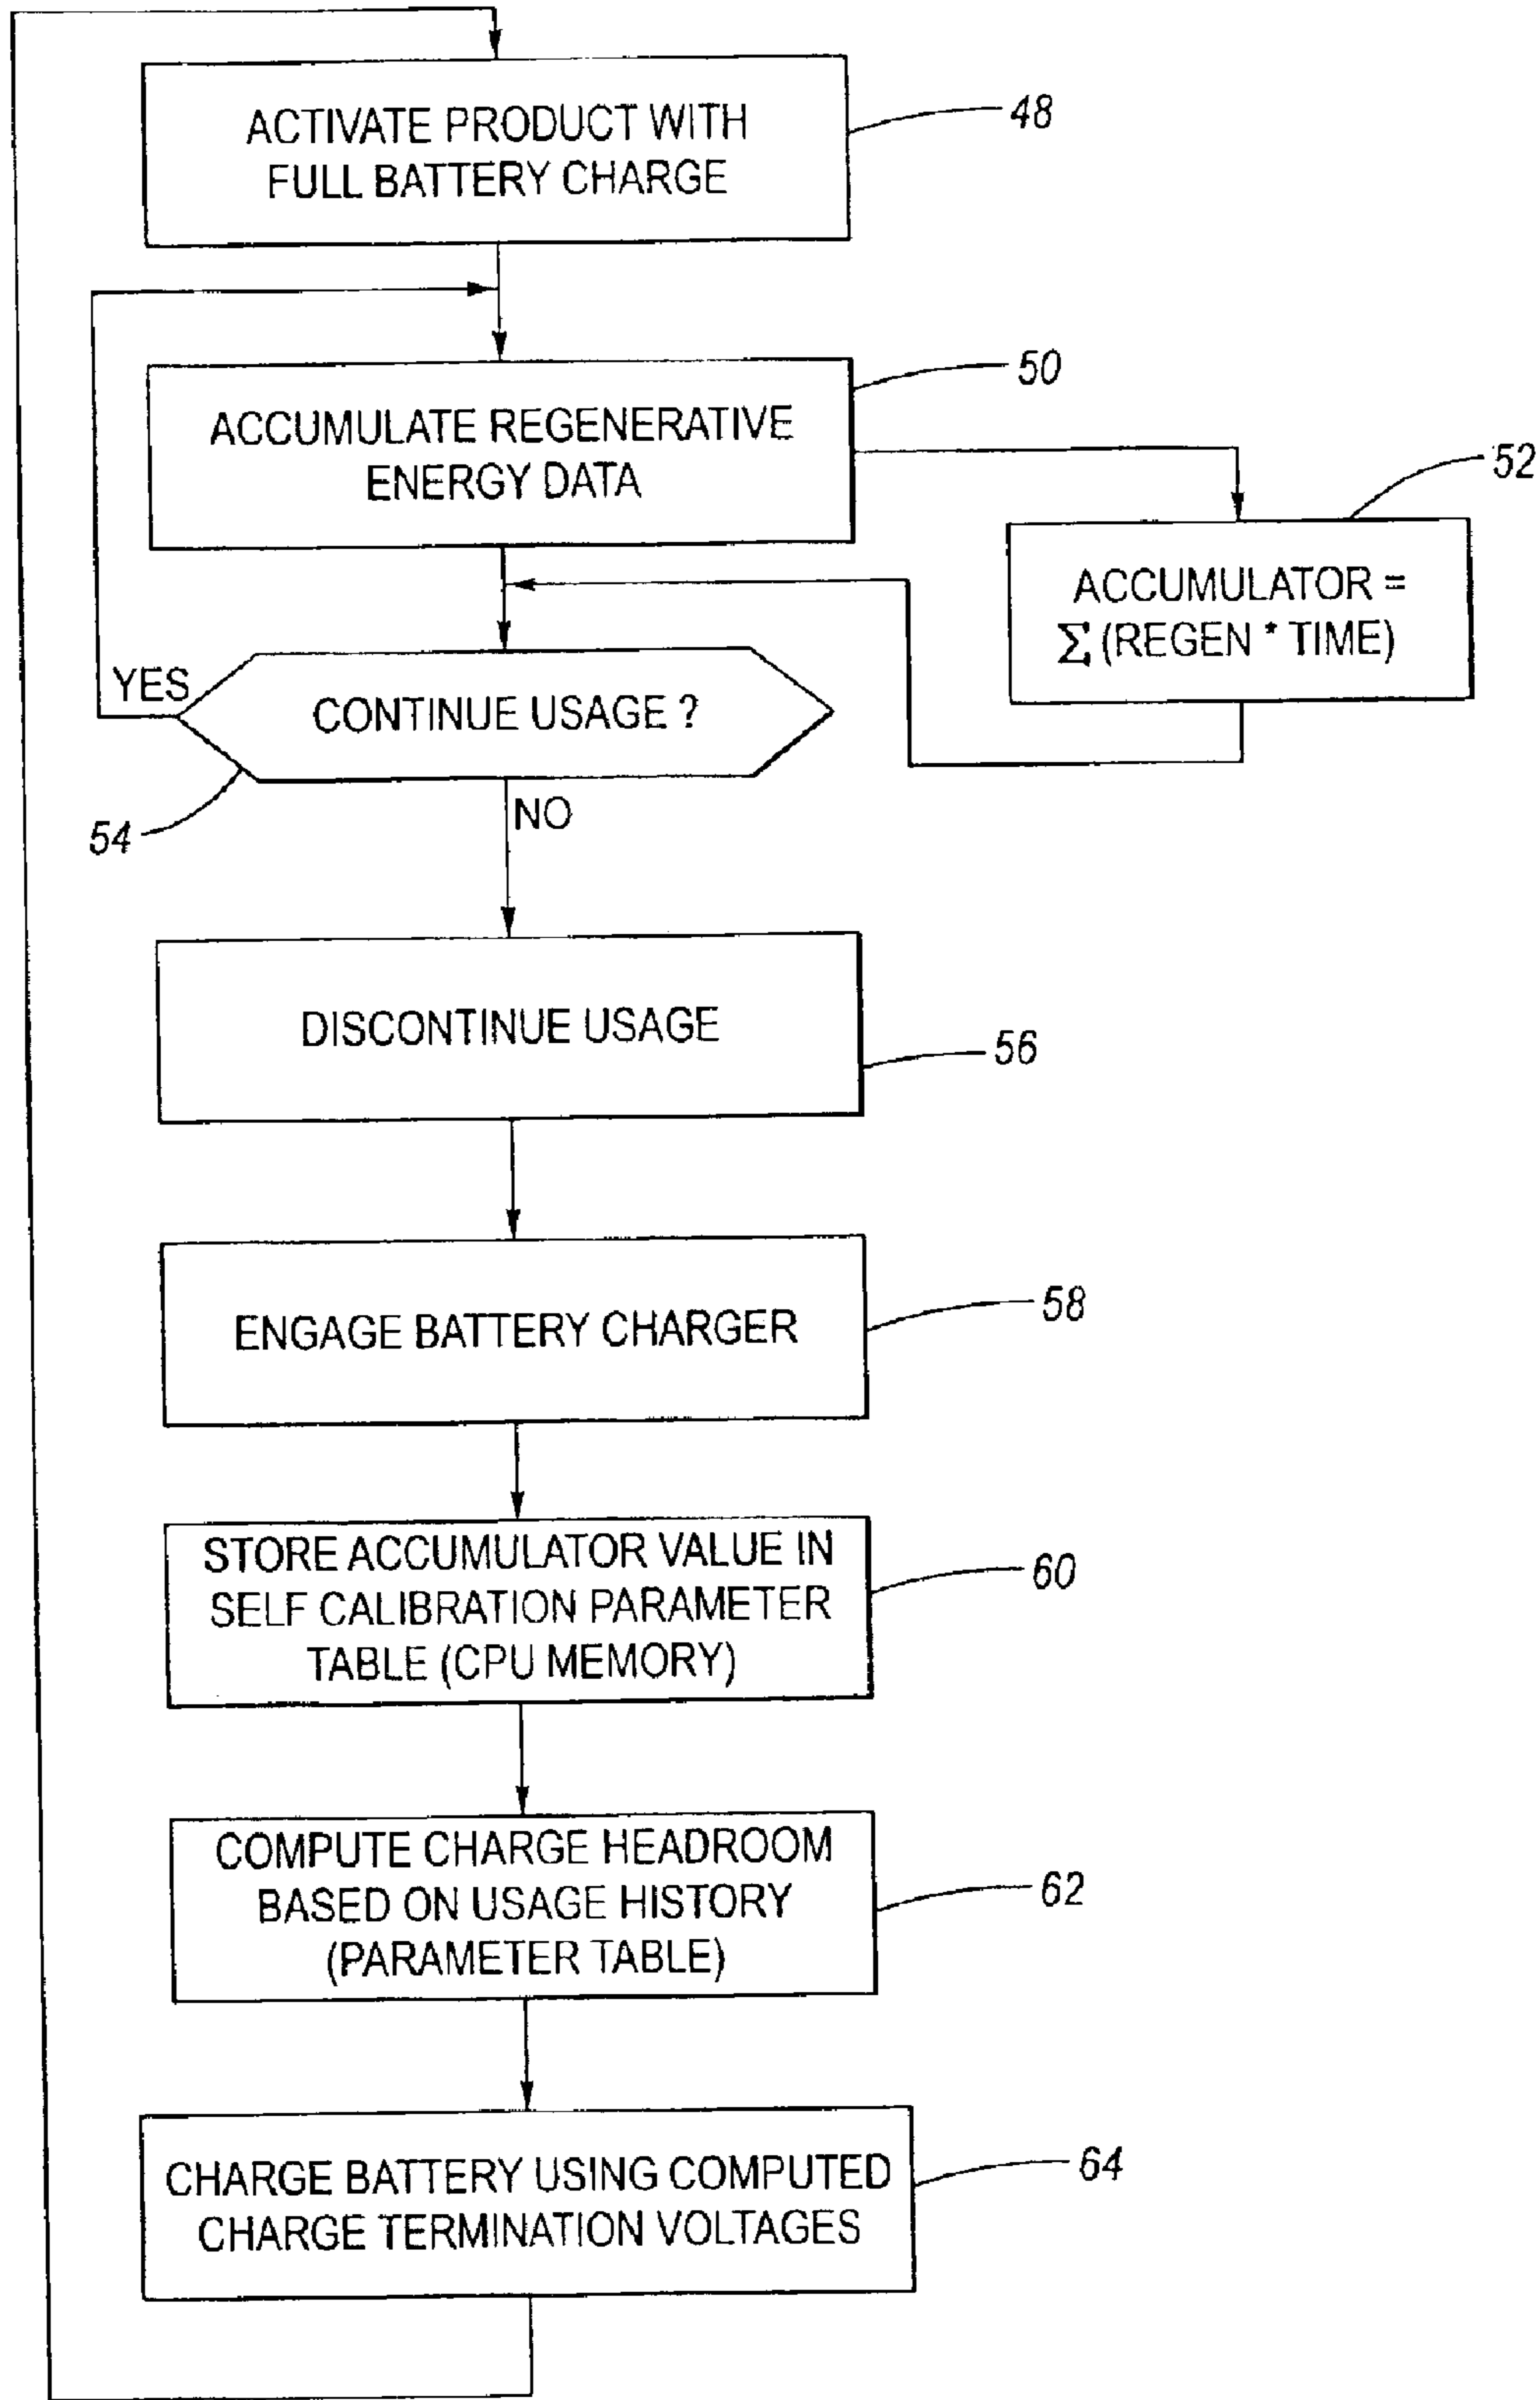 ACTIVATE PRODUCT WITH
FULL BATTERY CHARGE
48
ACCUMULATE REGENERATIVE
ENERGY DATA
50
ACCUMULATOR =
Σ (REGEN * TIME)
52
YES
CONTINUE USAGE ?
54
NO
DISCONTINUE USAGE
56
ENGAGE BATTERY CHARGER
58
STORE ACCUMULATOR VALUE IN
SELF CALIBRATION PARAMETER
TABLE (CPU MEMORY)
60
COMPUTE CHARGE HEADROOM
BASED ON USAGE HISTORY
(PARAMETER TABLE)
62
CHARGE BATTERY USING COMPUTED
CHARGE TERMINATION VOLTAGES
64